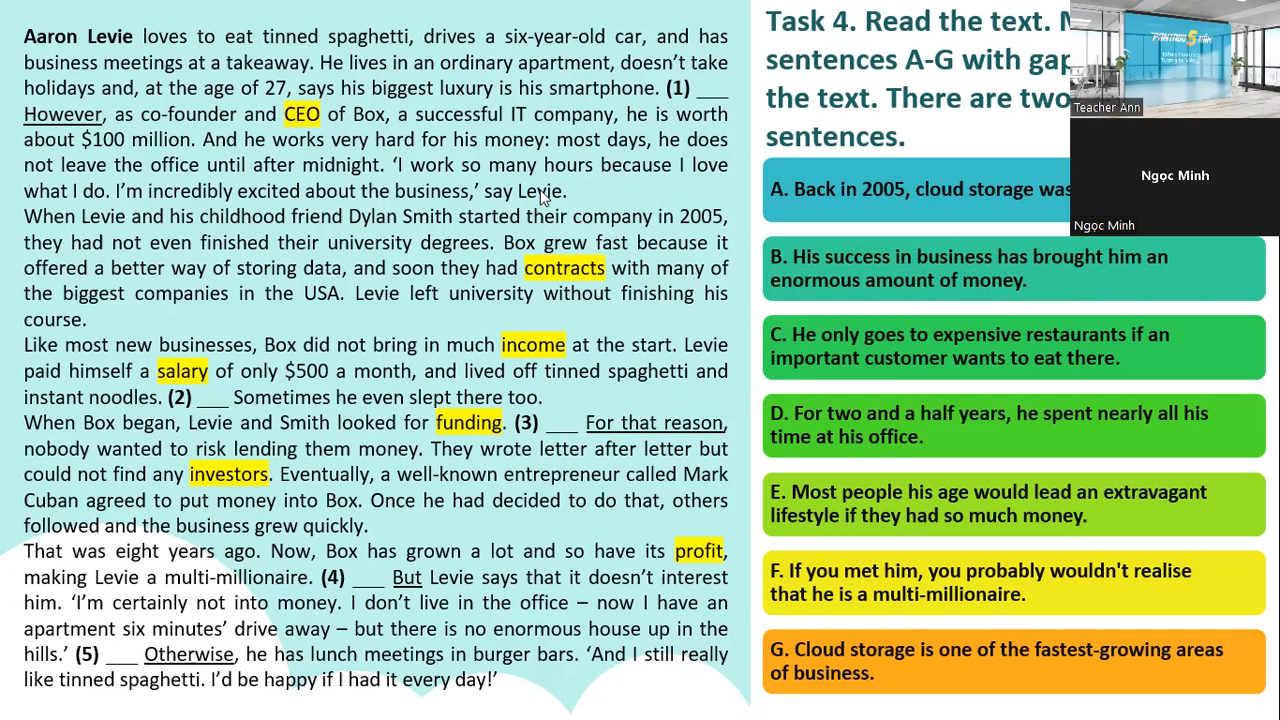 Aaron Levie loves to eat tinned spaghetti, drives a six-year-old car, and has
business meetings at a takeaway. He lives in an ordinary apartment, doesn't take
holidays and, at the age of 27, says his biggest luxury is his smartphone. (1) ___
However, as co-founder and CEO of Box, a successful IT company, he is worth
about $100 million. And he works very hard for his money: most days, he does
not leave the office until after midnight. 'I work so many hours because I love
what I do. I'm incredibly excited about the business,' say Levie.
When Levie and his childhood friend Dylan Smith started their company in 2005,
they had not even finished their university degrees. Box grew fast because it
offered a better way of storing data, and soon they had contracts with many of
the biggest companies in the USA. Levie left university without finishing his
course.
Like most new businesses, Box did not bring in much income at the start. Levie
paid himself a salary of only $500 a month, and lived off tinned spaghetti and
instant noodles. (2) ___ Sometimes he even slept there too.
When Box began, Levie and Smith looked for funding. (3) ___ For that reason,
nobody wanted to risk lending them money. They wrote letter after letter but
could not find any investors. Eventually, a well-known entrepreneur called Mark
Cuban agreed to put money into Box. Once he had decided to do that, others
followed and the business grew quickly.
That was eight years ago. Now, Box has grown a lot and so have its profit,
making Levie a multi-millionaire. (4) ___ But Levie says that it doesn't interest
him. 'I'm certainly not into money. I don't live in the office – now I have an
apartment six minutes' drive away – but there is no enormous house up in the
hills.' (5) ___ Otherwise, he has lunch meetings in burger bars. 'And I still really
like tinned spaghetti. I'd be happy if I had it every day!'
Task 4. Read the text.
sentences A-G with
the text. There are two
sentences.
A. Back in 2005, cloud storage was
B. His success in business has brought him an
enormous amount of money.
C. He only goes to expensive restaurants if an
important customer wants to eat there.
D. For two and a half years, he spent nearly all his
time at his office.
E. Most people his age would lead an extravagant
lifestyle if they had so much money.
F. If you met him, you probably wouldn't realise
that he is a multi-millionaire.
G. Cloud storage is one of the fastest-growing areas
of business.
Teacher Ann
Ngọc Minh
Ngọc Minh